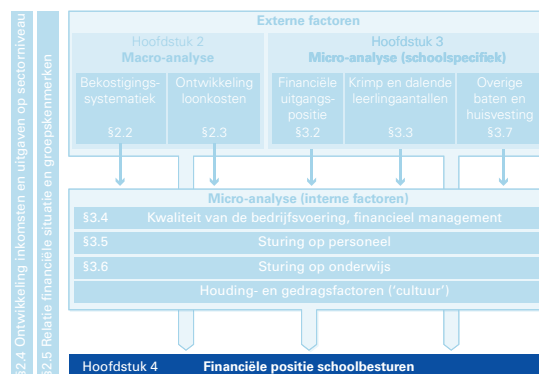 Externe factoren
Hoofdstuk 2
Macro-analyse
Hoofdstuk 3
Micro-analyse (schoolspecifiek)
Bekostigings-
systematiek
§2.2
Ontwikkeling
loonkosten
§2.3
Financiële
uitgangs-
positie
§3.2
Krimp en dalende
leerlingaantallen
§3.3
Overige
baten en
huisvesting
§3.7
Micro-analyse (interne factoren)
§3.4 Kwaliteit van de bedrijfsvoering, financieel management
§3.5 Sturing op personeel
§3.6 Sturing op onderwijs
Houding- en gedragsfactoren (‘cultuur’)
Hoofdstuk 4 Financiële positie schoolbesturen
§2.4 Ontwikkeling inkomsten en uitgaven op sectorniveau
§2.5 Relatie financiële situatie en groepskenmerken